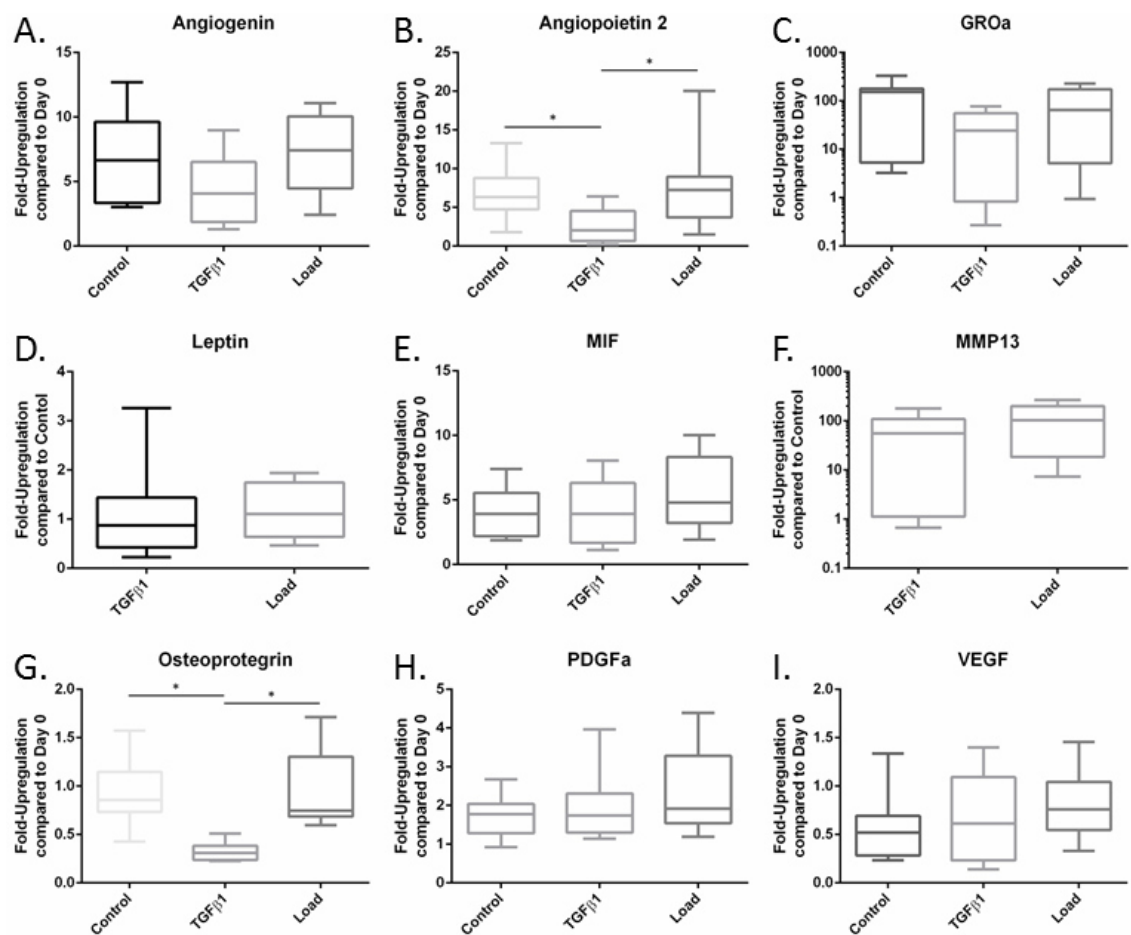 A.
Angiogenin
Fold-Upregulation
compared to Day 0
15
10
5
0
Control
TGFβ1
Load
B.
Angiopoietin 2
Fold-Upregulation
compared to Day 0
25
20
15
10
5
0
*
*
Control
TGFβ1
Load
C.
GROa
Fold-Upregulation
compared to Day 0
1000
100
10
1
0.1
Control
TGFβ1
Load
D.
Leptin
Fold-Upregulation
compared to Contol
4
3
2
1
0
TGFβ1
Load
E.
MIF
Fold-Upregulation
compared to Day 0
15
10
5
0
Control
TGFβ1
Load
F.
MMP13
Fold-Upregulation
compared to Control
1000
100
10
1
0.1
TGFβ1
Load
G.
Osteoprotegrin
Fold-Upregulation
compared to Day 0
2.0
1.5
1.0
0.5
0.0
*
*
Control
TGFβ1
Load
H.
PDGFa
Fold-Upregulation
compared to Day 0
5
4
3
2
1
0
Control
TGFβ1
Load
I.
VEGF
Fold-Upregulation
compared to Day 0
2.0
1.5
1.0
0.5
0.0
Control
TGFβ1
Load